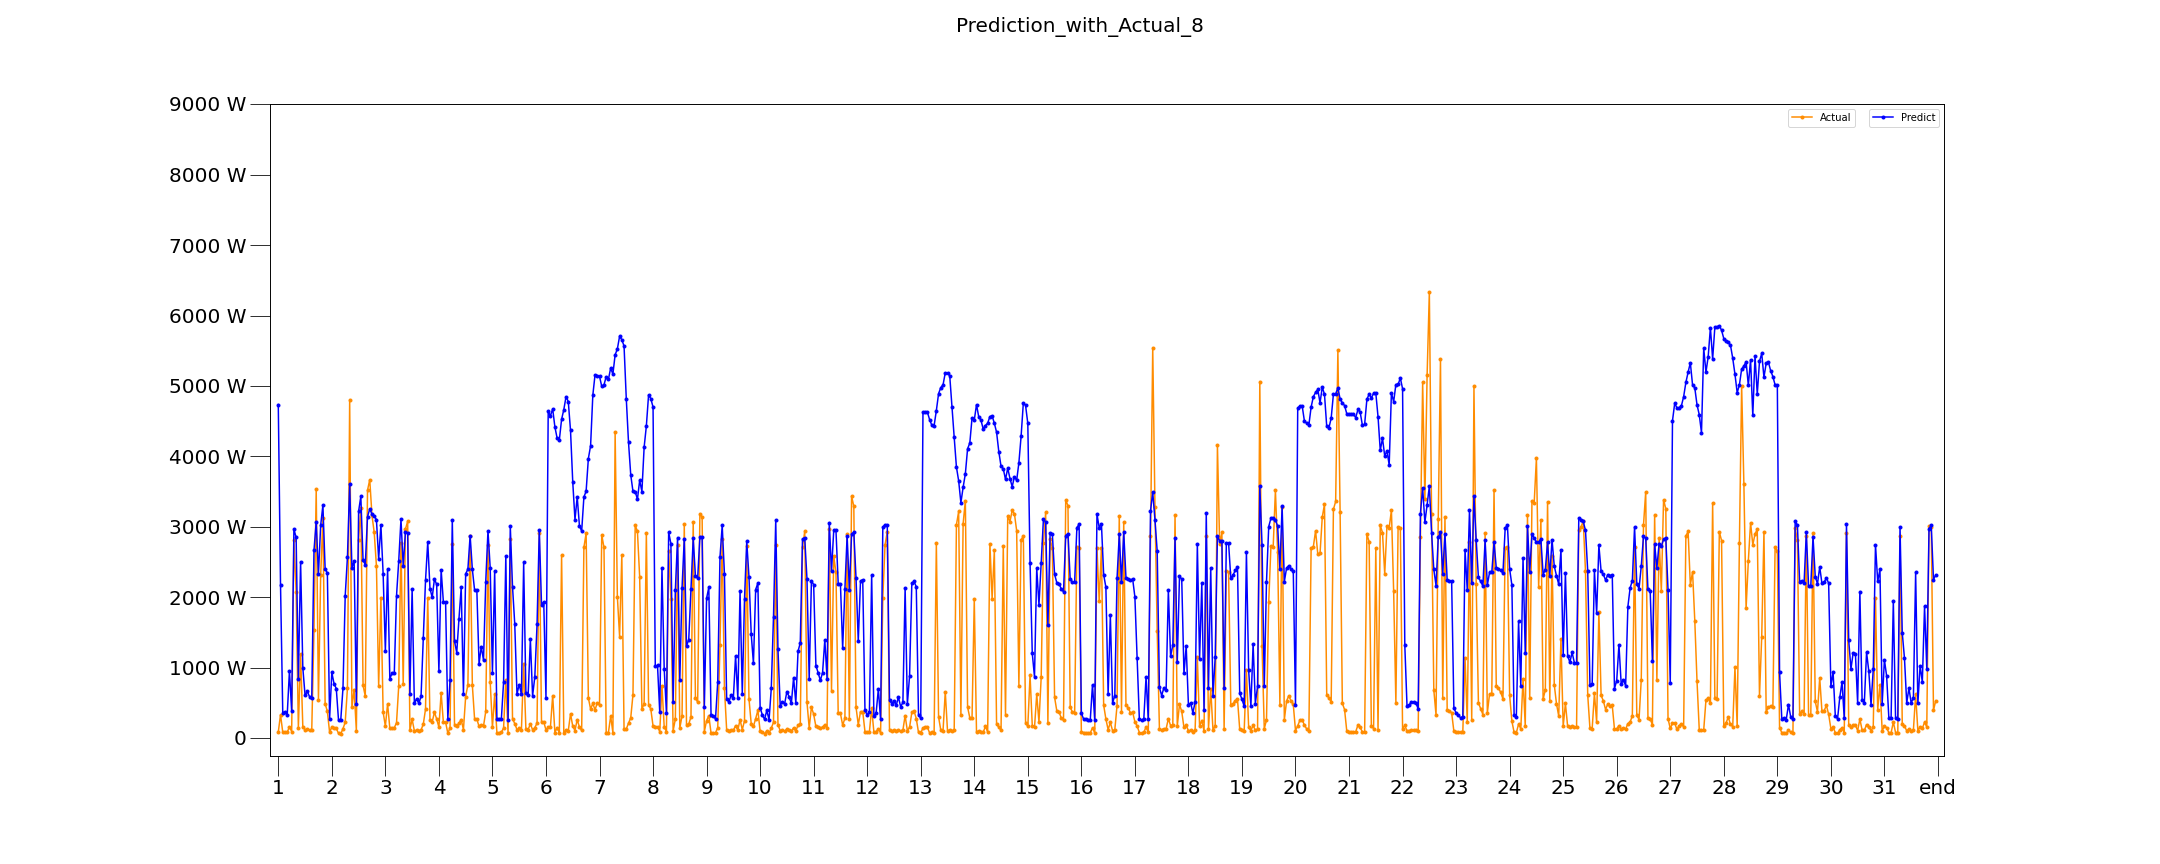 Prediction_with_Actual_8
9000 W
Actual Predict
8000 W
7000 W
6000 W
5000 W
4000 W
3000 W
2000 W
1000 W
0
1 2 3 4 5 6 7 8 9 10 11 12 13 14 15 16 17 18 19 20 21 22 23 24 25 26 27 28 29 30 31 end